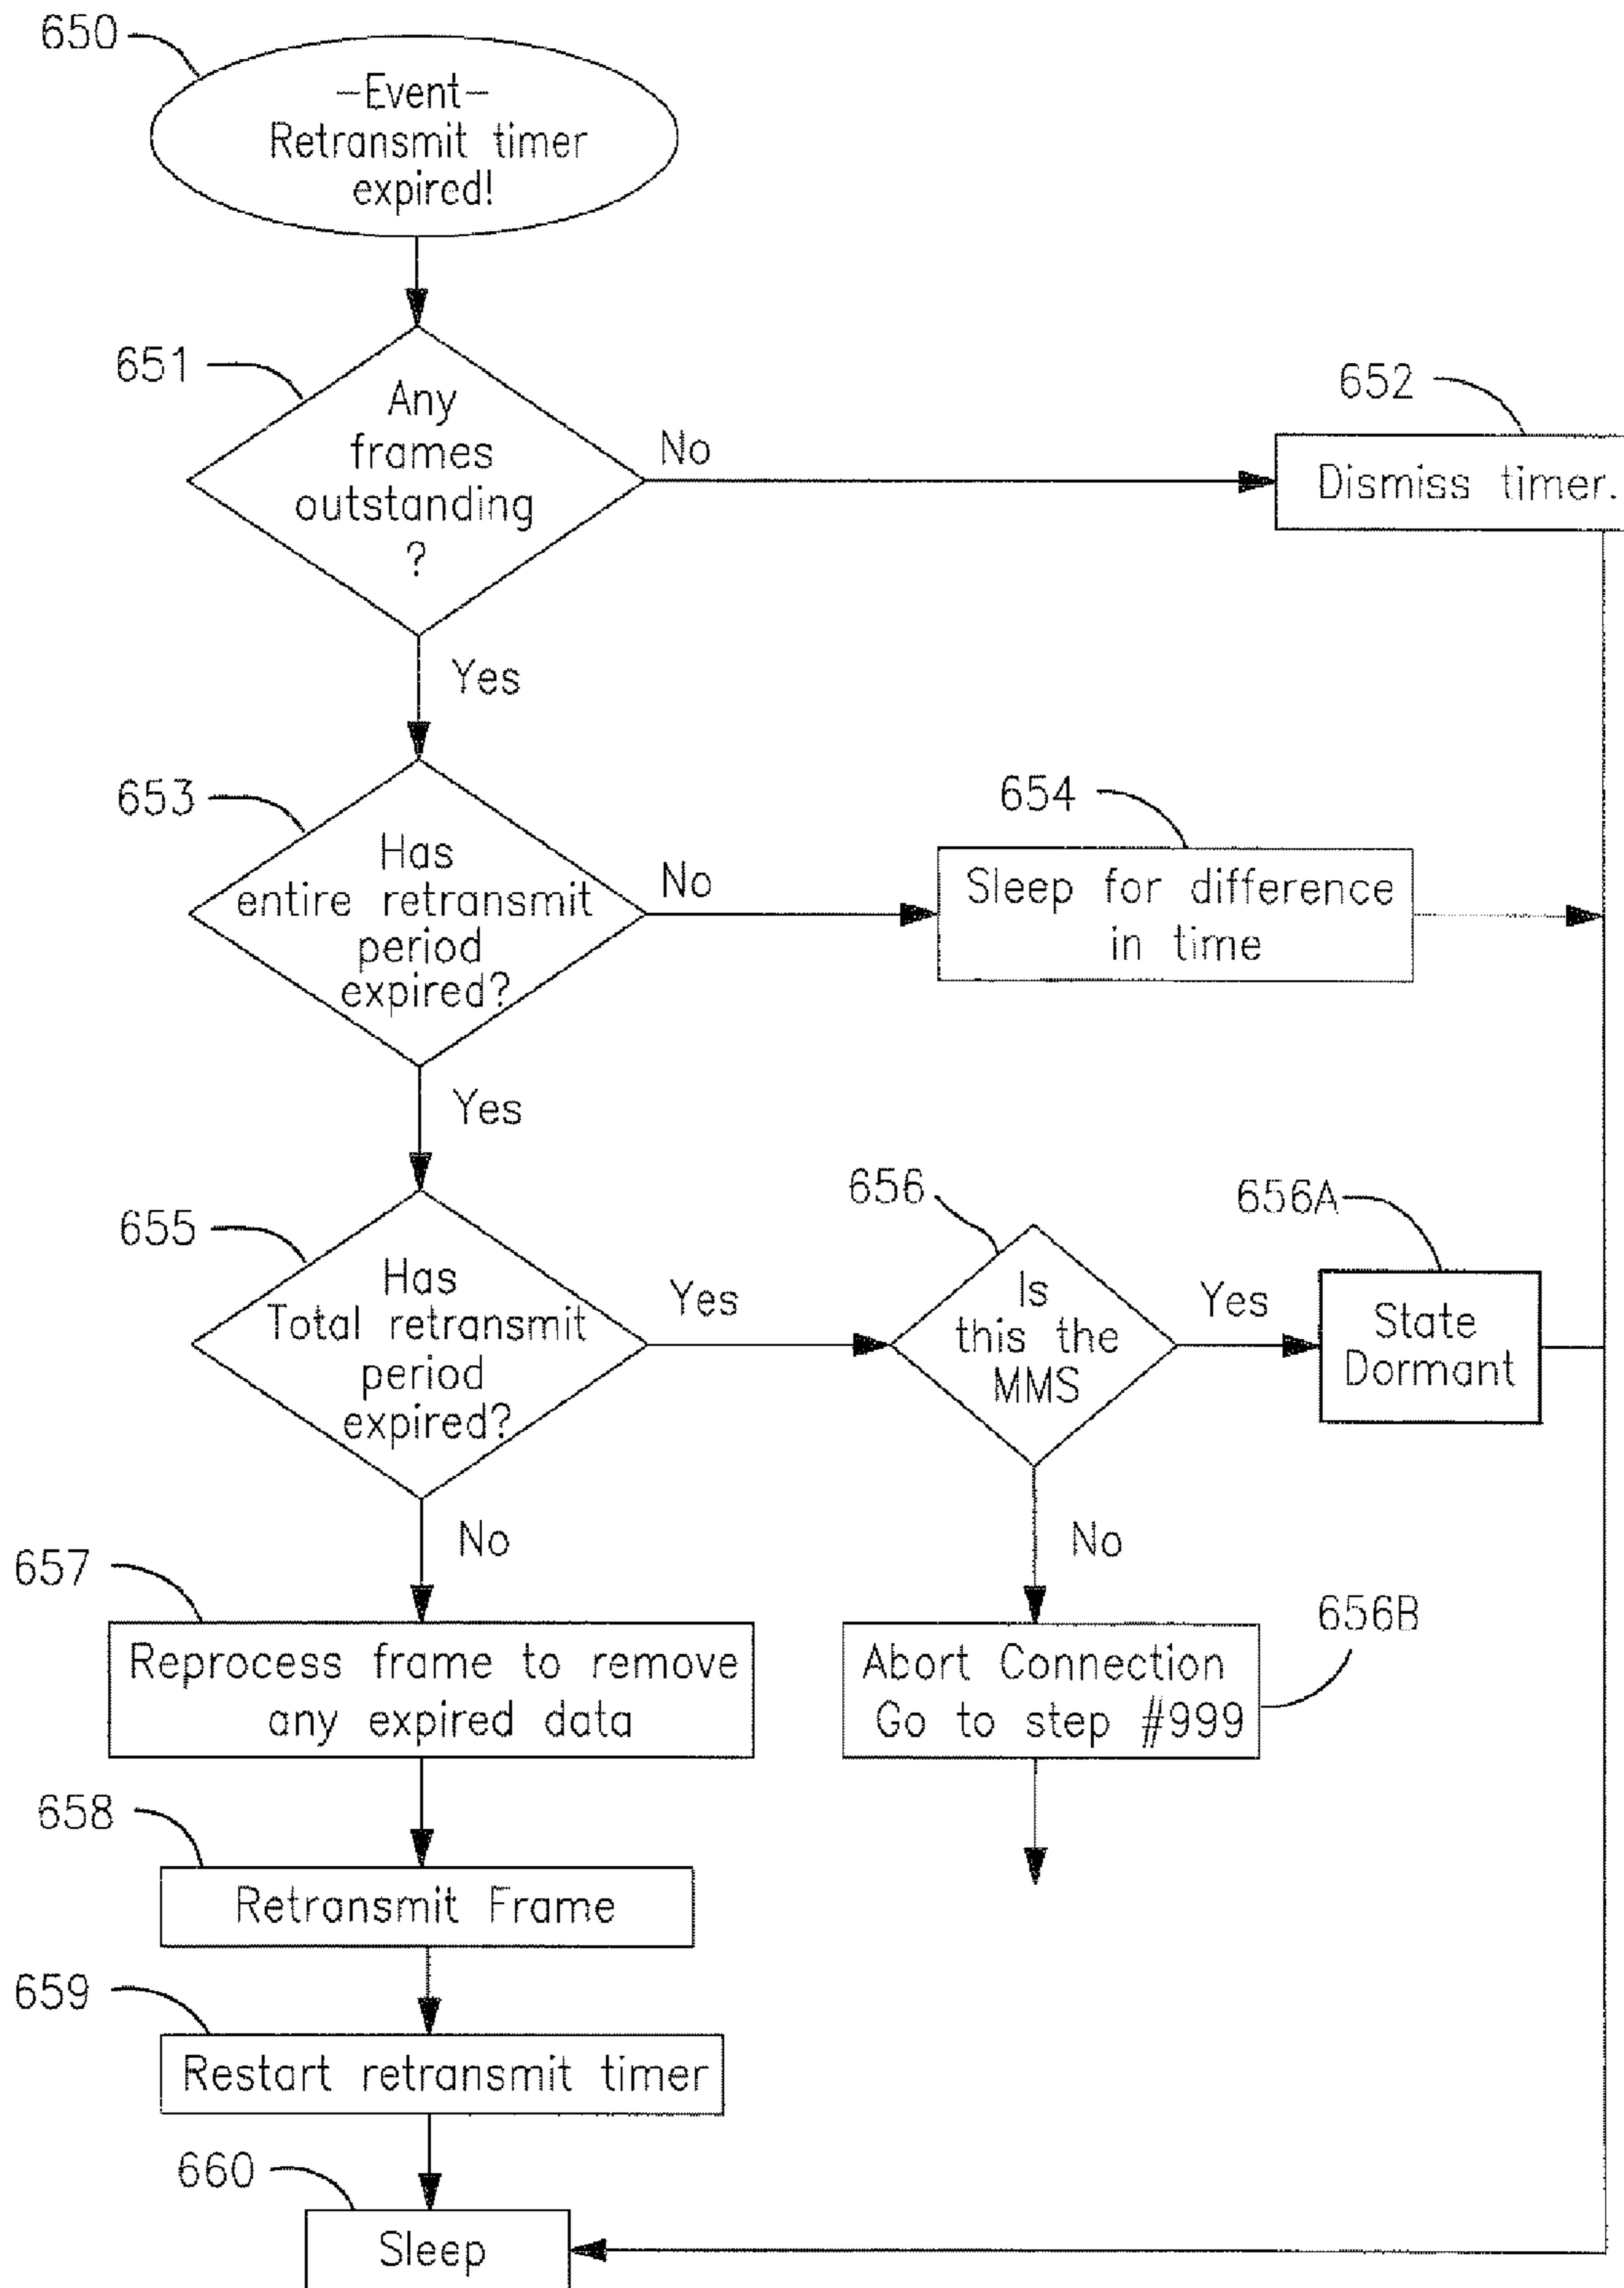 650
-Event-
Retransmit timer
expired!
651
Any
frames
outstanding
?
No
652
Dismiss timer.
Yes
653
Has
entire retransmit
period
expired?
No
654
Sleep for difference
in time
Yes
655
Has
Total retransmit
period
expired?
Yes
656
Is
this the
MMS
Yes
656A
State
Dormant
No
657
Reprocess frame to remove
any expired data
No
656B
Abort Connection
Go to step #999
658
Retransmit Frame
659
Restart retransmit timer
660
Sleep